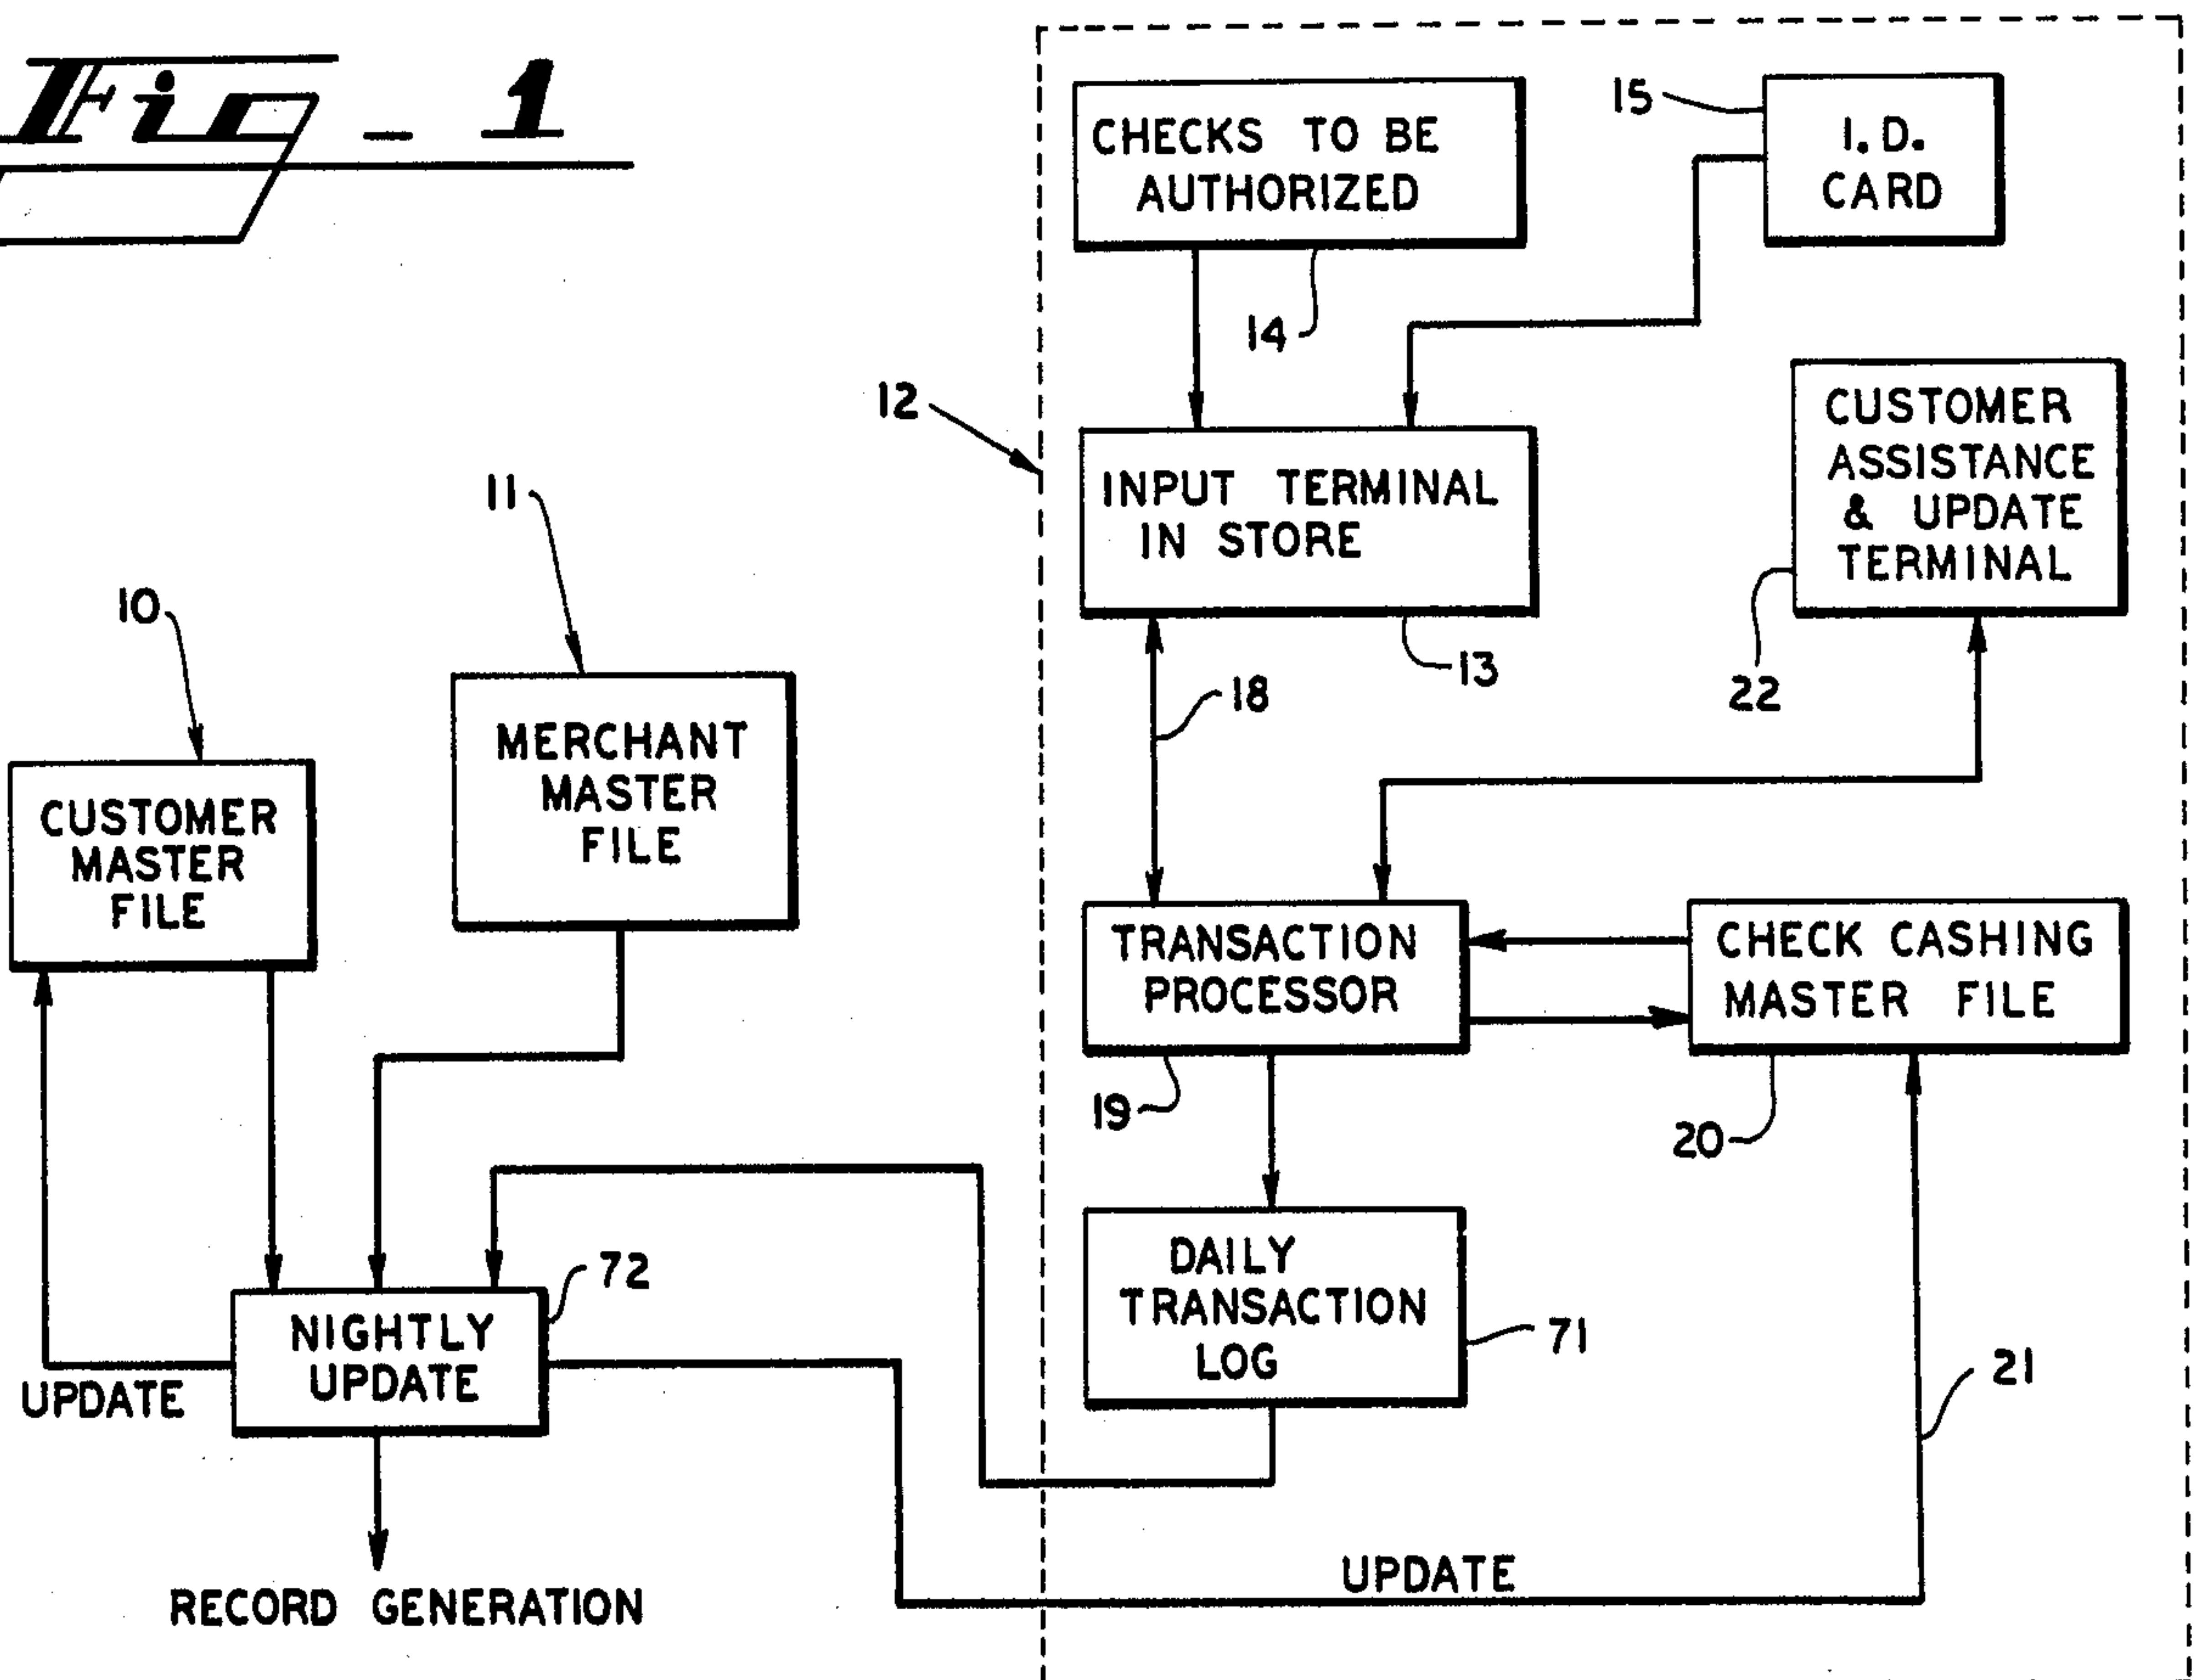 Fig - 1
CHECKS TO BE
AUTHORIZED
14
15
I.D.
CARD
12
INPUT TERMINAL
IN STORE
13
CUSTOMER
ASSISTANCE
& UPDATE
TERMINAL
22
18
10
CUSTOMER
MASTER
FILE
11
MERCHANT
MASTER
FILE
TRANSACTION
PROCESSOR
19
CHECK CASHING
MASTER FILE
20
72
NIGHTLY
UPDATE
UPDATE
DAILY
TRANSACTION
LOG
71
21
UPDATE
RECORD GENERATION